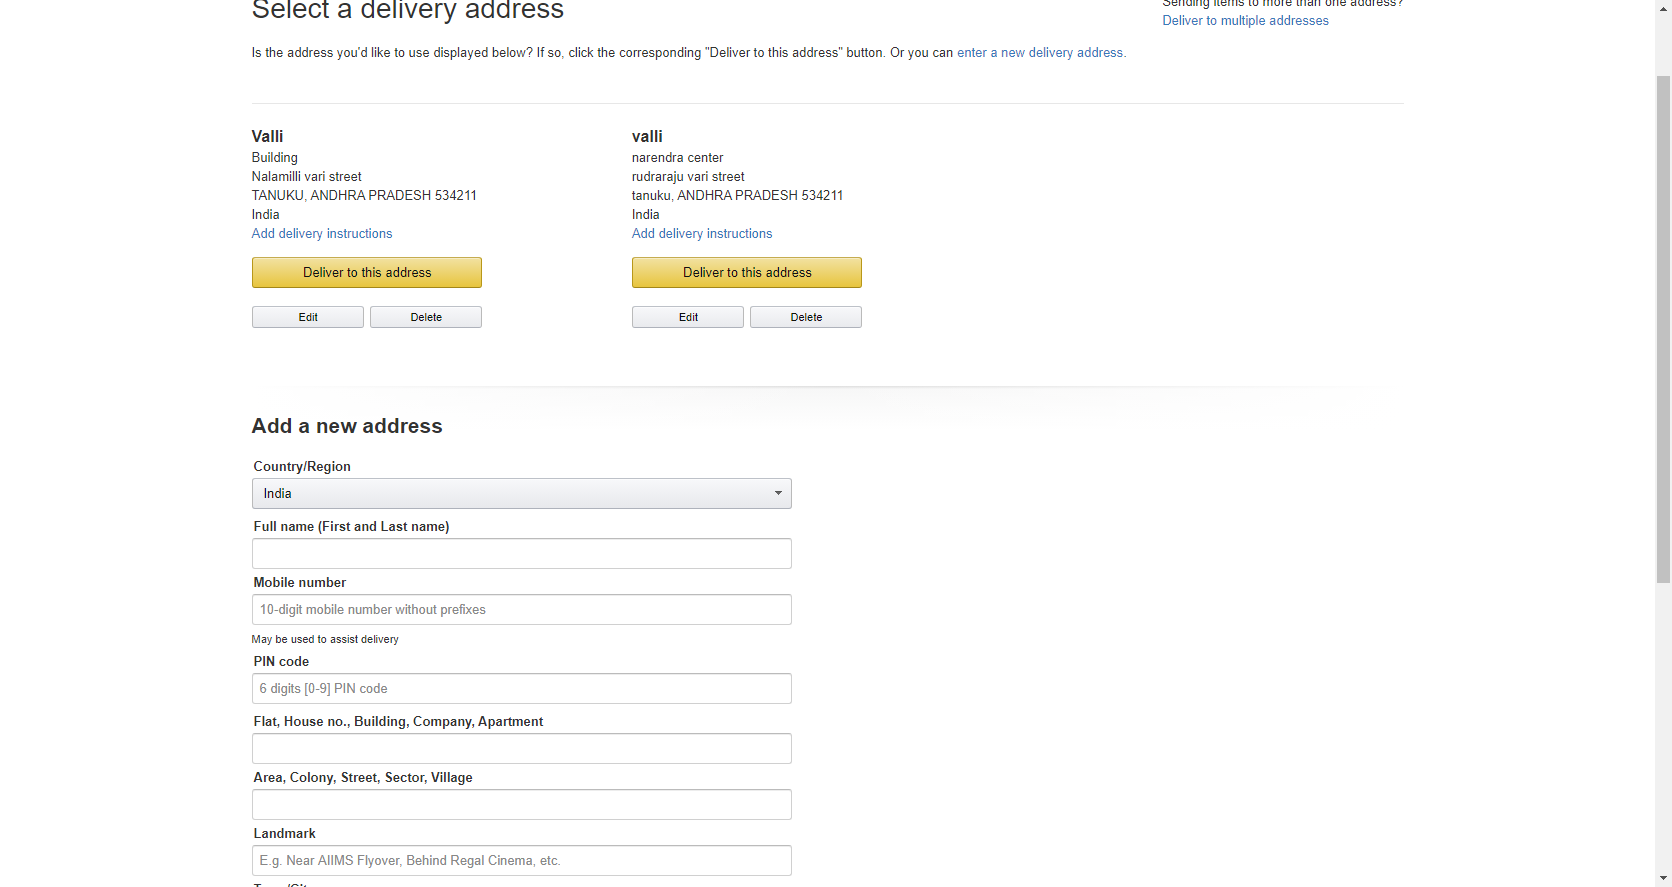 Select a delivery address
Sending items to more than one address?
Deliver to multiple addresses
Is the address you'd like to use displayed below? If so, click the corresponding "Deliver to this address" button. Or you can enter a new delivery address.
Valli
Building
Nalamilli vari street
TANUKU, ANDHRA PRADESH 534211
India
Add delivery instructions
Deliver to this address
Edit Delete
valli
narendra center
rudraraju vari street
tanuku, ANDHRA PRADESH 534211
India
Add delivery instructions
Deliver to this address
Edit Delete
Add a new address
Country/Region
India
Full name (First and Last name)
Mobile number
10-digit mobile number without prefixes
May be used to assist delivery
PIN code
6 digits [0-9] PIN code
Flat, House no., Building, Company, Apartment
Area, Colony, Street, Sector, Village
Landmark
E.g. Near AIIMS Flyover, Behind Regal Cinema, etc.